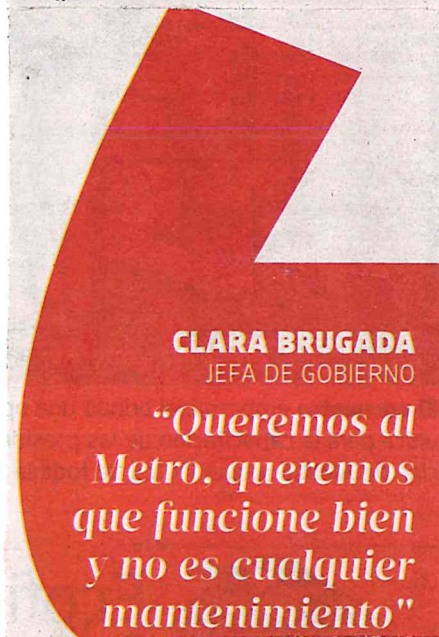 CLARA BRUGADA
JEFA DE GOBIERNO
“Queremos al
Metro, queremos
que funcione bien
y no es cualquier
mantenimiento"